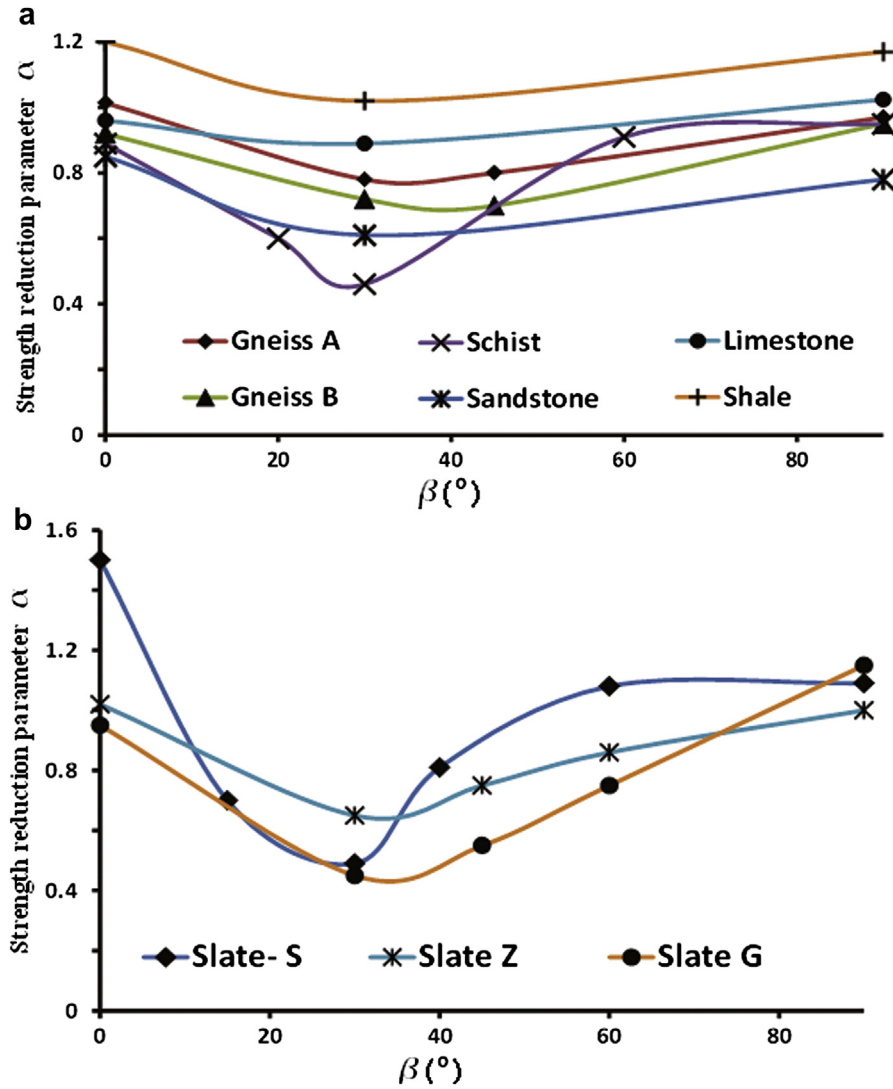 a
Strength reduction parameter α
1.2
0.8
0.4
0
Gneiss A
Schist
Limestone
Gneiss B
Sandstone
Shale
0
20
40
60
80
β (°)
b
Strength reduction parameter α
1.6
1.2
0.8
0.4
0
Slate- S
Slate Z
Slate G
0
20
40
60
80
β (°)